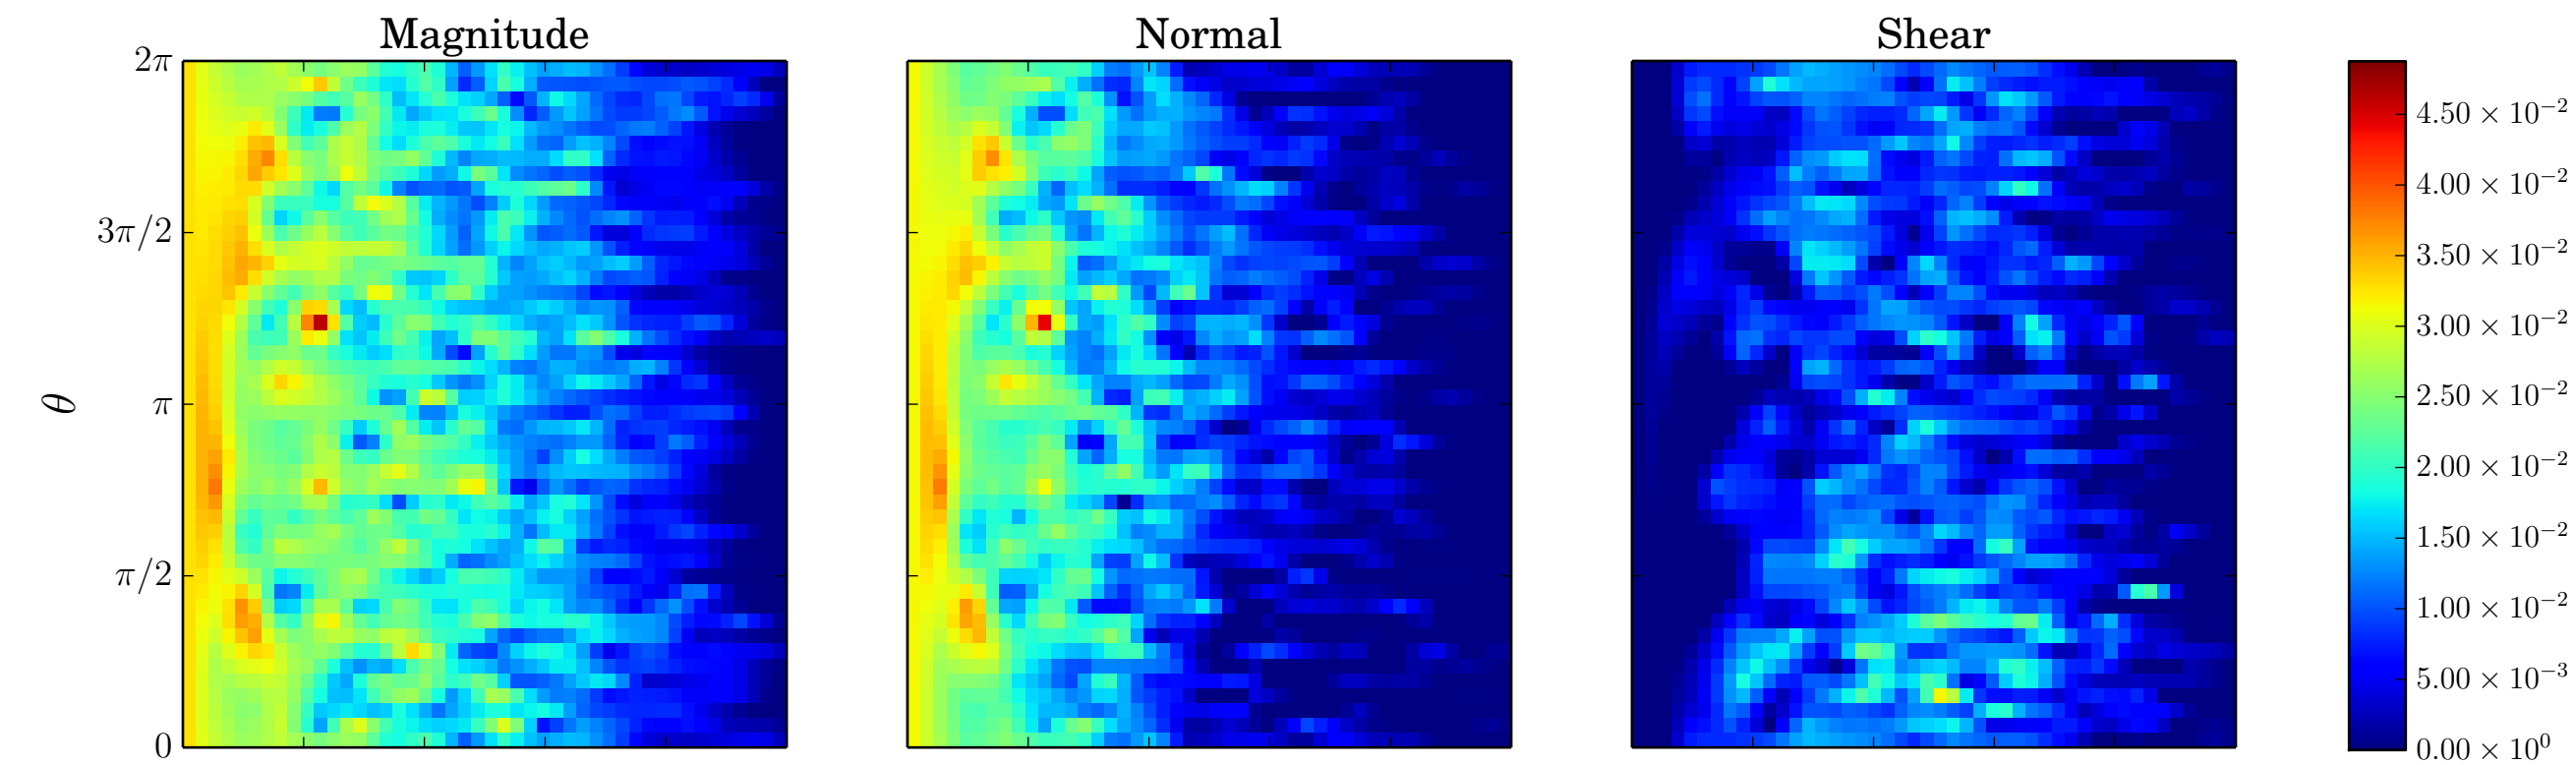 Magnitude
Normal
Shear
2π
3π/2
π
π/2
0
θ
4.50 × 10⁻²
4.00 × 10⁻²
3.50 × 10⁻²
3.00 × 10⁻²
2.50 × 10⁻²
2.00 × 10⁻²
1.50 × 10⁻²
1.00 × 10⁻²
5.00 × 10⁻³
0.00 × 10⁰